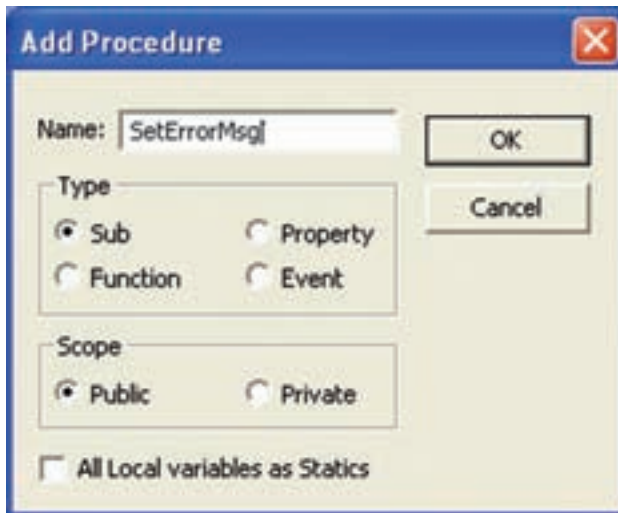 Add Procedure
Name: SetErrorMsg
OK
Cancel
Type
Sub
Property
Function
Event
Scope
Public
Private
All Local variables as Statics